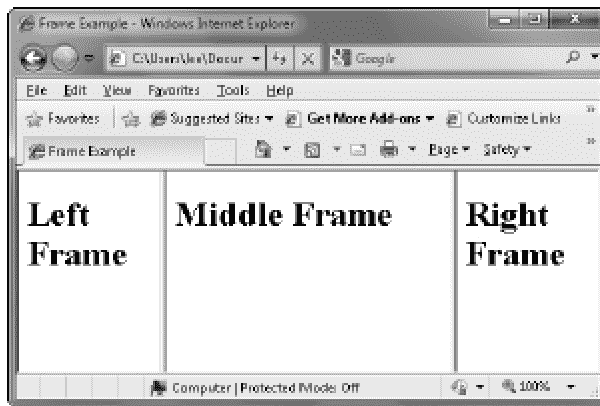 Frame Example - Windows Internet Explorer
C:\Users\lee\Docur
Google
File Edit View Favorites Tools Help
Favorites Suggested Sites Get More Add-ons Customize Links
Frame Example Page Safety
Left Frame
Middle Frame
Right Frame
Computer | Protected Mode: Off 100%